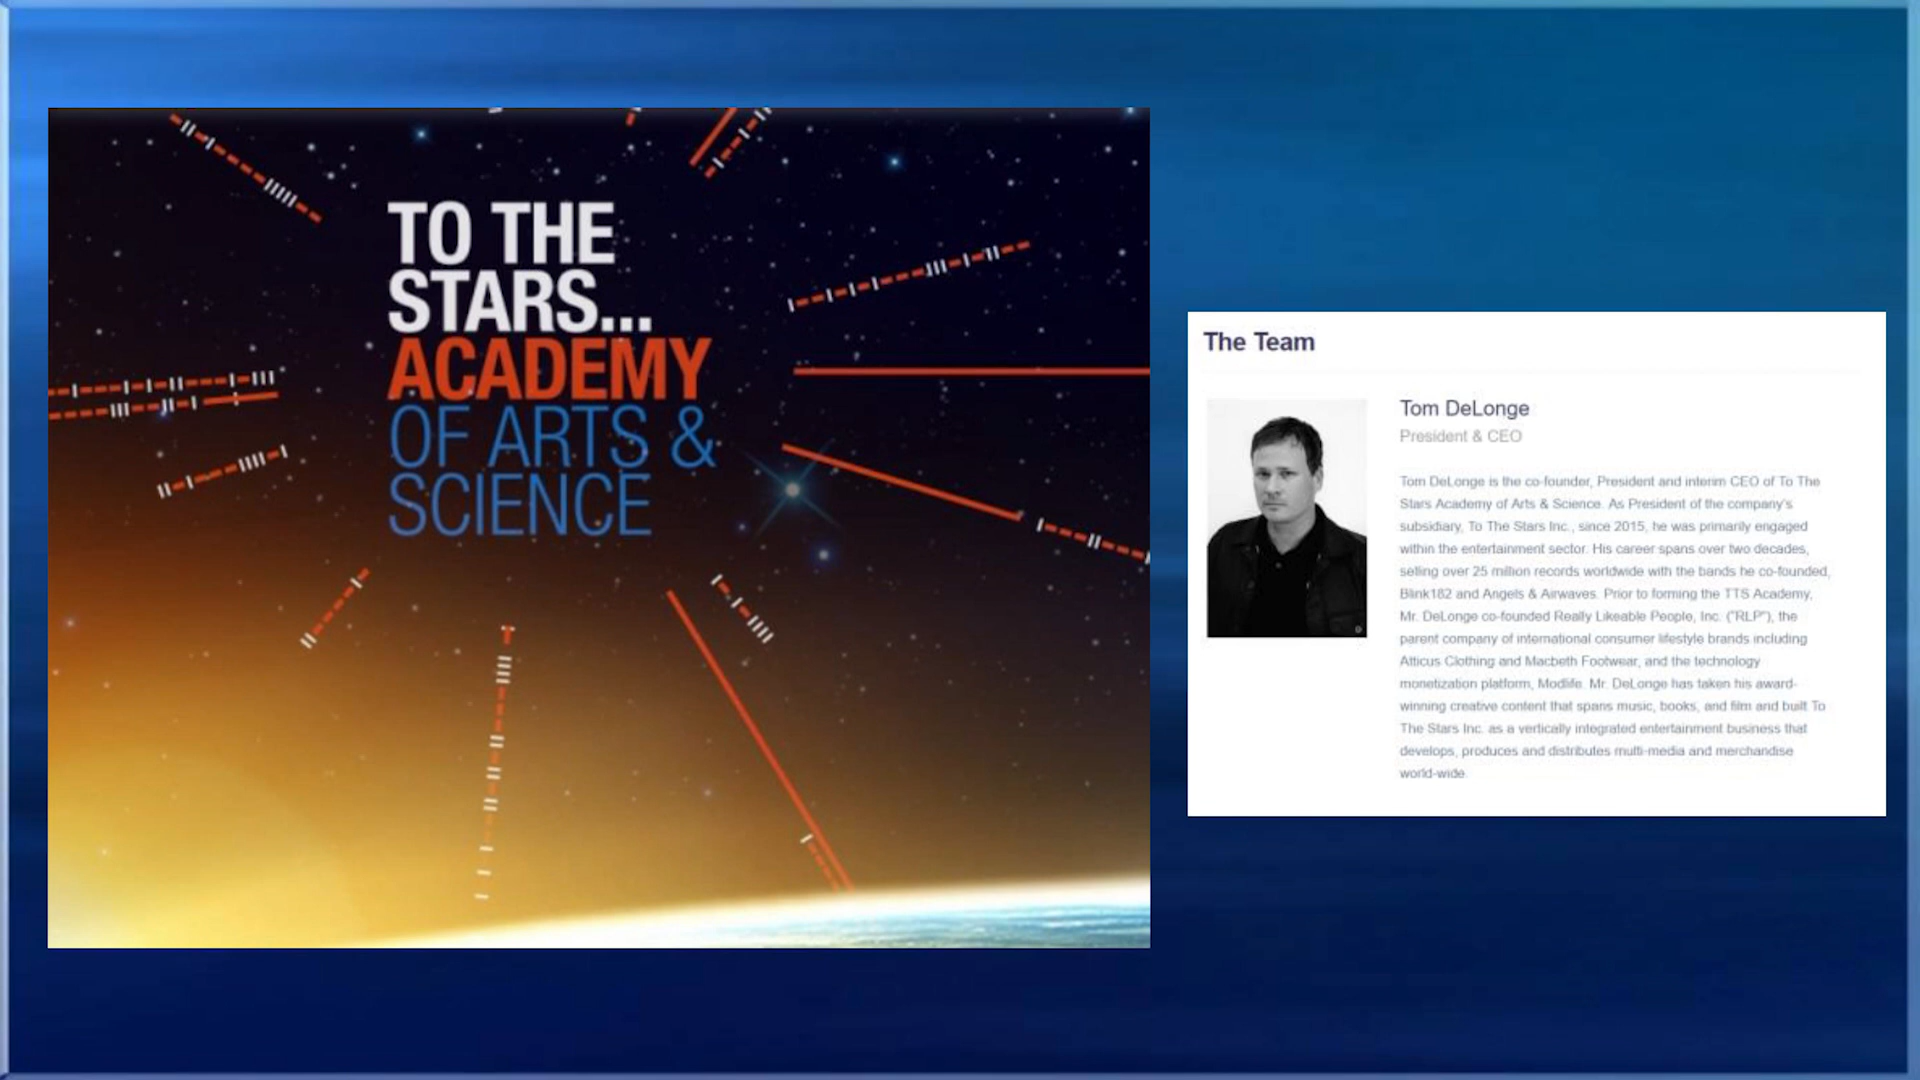 TO THE
STARS...
ACADEMY
OF ARTS &
SCIENCE
The Team
Tom DeLonge
President & CEO
Tom DeLonge is the co-founder, President and interim CEO of To The
Stars Academy of Arts & Science. As President of the company's
subsidiary, To The Stars Inc., since 2015, he was primarily engaged
within the entertainment sector. His career spans over two decades,
selling over 25 million records worldwide with the bands he co-founded,
Blink182 and Angels & Airwaves. Prior to forming the TTS Academy,
Mr. DeLonge co-founded Really Likeable People, Inc. ("RLP"), the
parent company of international consumer lifestyle brands including
Atticus Clothing and Macbeth Footwear, and the technology
monetization platform, Modlife. Mr. DeLonge has taken his award-
winning creative content that spans music, books, and film and built To
The Stars Inc. as a vertically integrated entertainment business that
develops, produces and distributes multi-media and merchandise
world-wide.